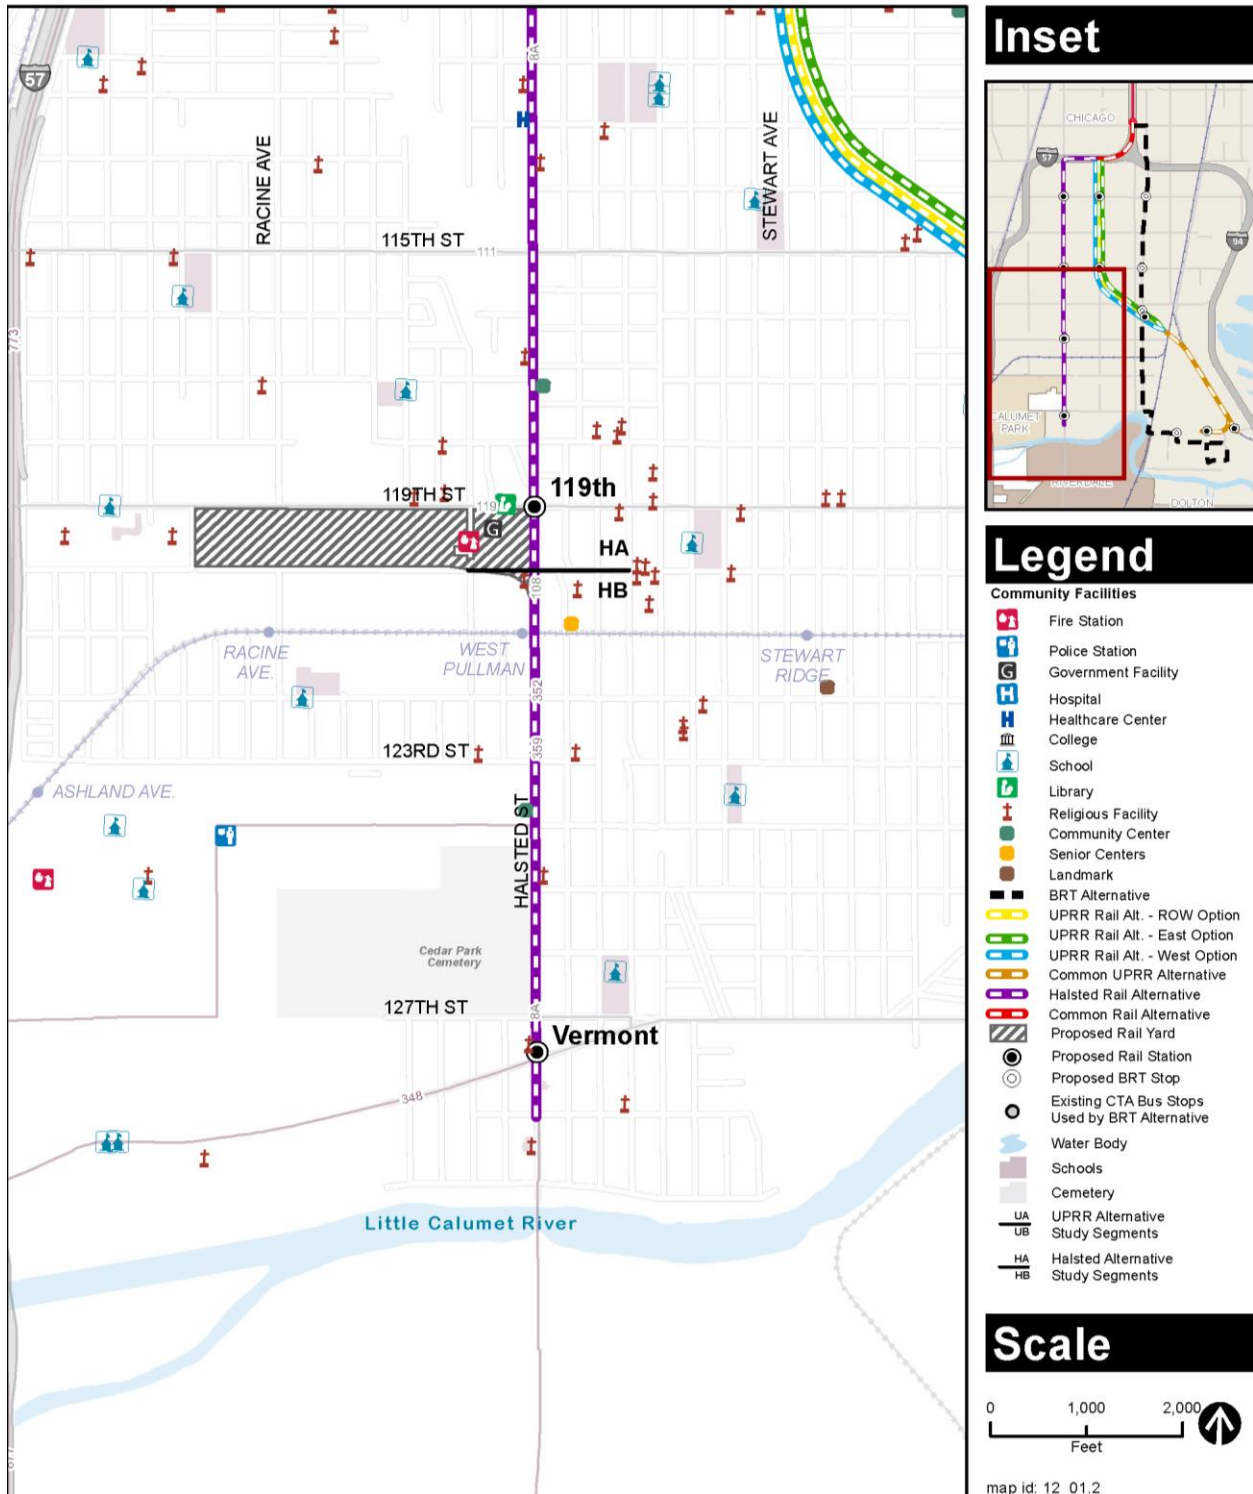 57
8A
RACINE AVE
STEWART AVE
115TH ST
111
119TH ST
119
119th
G
HA
HB
108
RACINE
AVE.
WEST
PULLMAN
STEWART
RIDGE
352
359
123RD ST
ASHLAND AVE.
HALSTED ST
Cedar Park
Cemetery
127TH ST
8A
Vermont
348
Little Calumet River
Inset
CHICAGO
57
94
CALUMET
PARK
RIVERDALE
DOLTON
Legend
Community Facilities
Fire Station
Police Station
G Government Facility
H Hospital
H Healthcare Center
College
School
Library
Religious Facility
Community Center
Senior Centers
Landmark
BRT Alternative
UPRR Rail Alt. - ROW Option
UPRR Rail Alt. - East Option
UPRR Rail Alt. - West Option
Common UPRR Alternative
Halsted Rail Alternative
Common Rail Alternative
Proposed Rail Yard
Proposed Rail Station
Proposed BRT Stop
Existing CTA Bus Stops
Used by BRT Alternative
Water Body
Schools
Cemetery
UA UPRR Alternative
UB Study Segments
HA Halsted Alternative
HB Study Segments
Scale
0 1,000 2,000
Feet
map id: 12_01.2